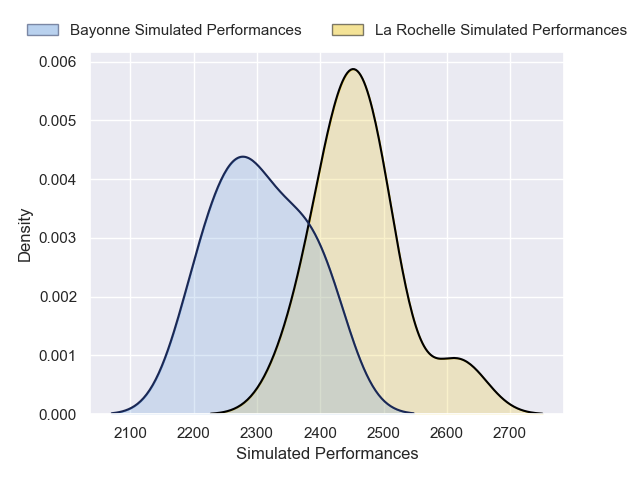 Bayonne Simulated Performances La Rochelle Simulated Performances
0.006
0.005
0.004
0.003
0.002
0.001
0.000
Density
2100 2200 2300 2400 2500 2600 2700
Simulated Performances